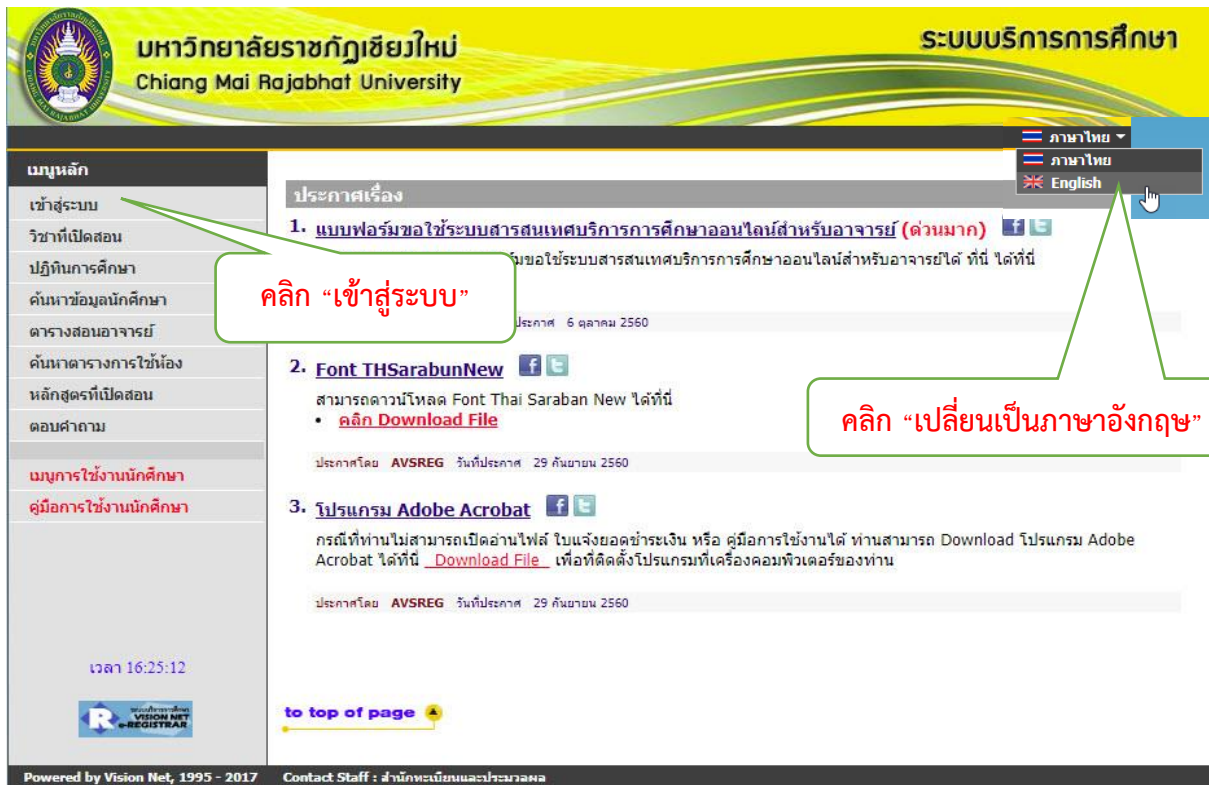 มหาวิทยาลัยราชภัฏเชียงใหม่
Chiang Mai Rajabhat University
ระบบบริการการศึกษา
ภาษาไทย
ภาษาไทย
English
เมนูหลัก
เข้าสู่ระบบ
วิชาที่เปิดสอน
ปฏิทินการศึกษา
ค้นหาข้อมูลนักศึกษา
ตารางสอนอาจารย์
ค้นหาตารางการใช้ห้อง
หลักสูตรที่เปิดสอน
ตอบคำถาม
เมนูการใช้งานนักศึกษา
คู่มือการใช้งานนักศึกษา
เวลา 16:25:12
VISION NET
e-REGISTRAR
ประกาศเรื่อง
1. แบบฟอร์มขอใช้ระบบสารสนเทศบริการการศึกษาออนไลน์สำหรับอาจารย์ (ด่วนมาก)
ร์มขอใช้ระบบสารสนเทศบริการการศึกษาออนไลน์สำหรับอาจารย์ได้ ที่นี่ ได้ที่นี่
ประกาศ 6 ตุลาคม 2560
คลิก “เข้าสู่ระบบ”
2. Font THSarabunNew
สามารถดาวน์โหลด Font Thai Saraban New ได้ที่นี่
• คลิก Download File
ประกาศโดย AVSREG วันที่ประกาศ 29 กันยายน 2560
คลิก “เปลี่ยนเป็นภาษาอังกฤษ”
3. โปรแกรม Adobe Acrobat
กรณีที่ท่านไม่สามารถเปิดอ่านไฟล์ ใบแจ้งยอดชำระเงิน หรือ คู่มือการใช้งานได้ ท่านสามารถ Download โปรแกรม Adobe
Acrobat ได้ที่นี่ Download File เพื่อที่ติดตั้งโปรแกรมที่เครื่องคอมพิวเตอร์ของท่าน
ประกาศโดย AVSREG วันที่ประกาศ 29 กันยายน 2560
to top of page
Powered by Vision Net, 1995 - 2017 Contact Staff : สำนักทะเบียนและประมวลผล